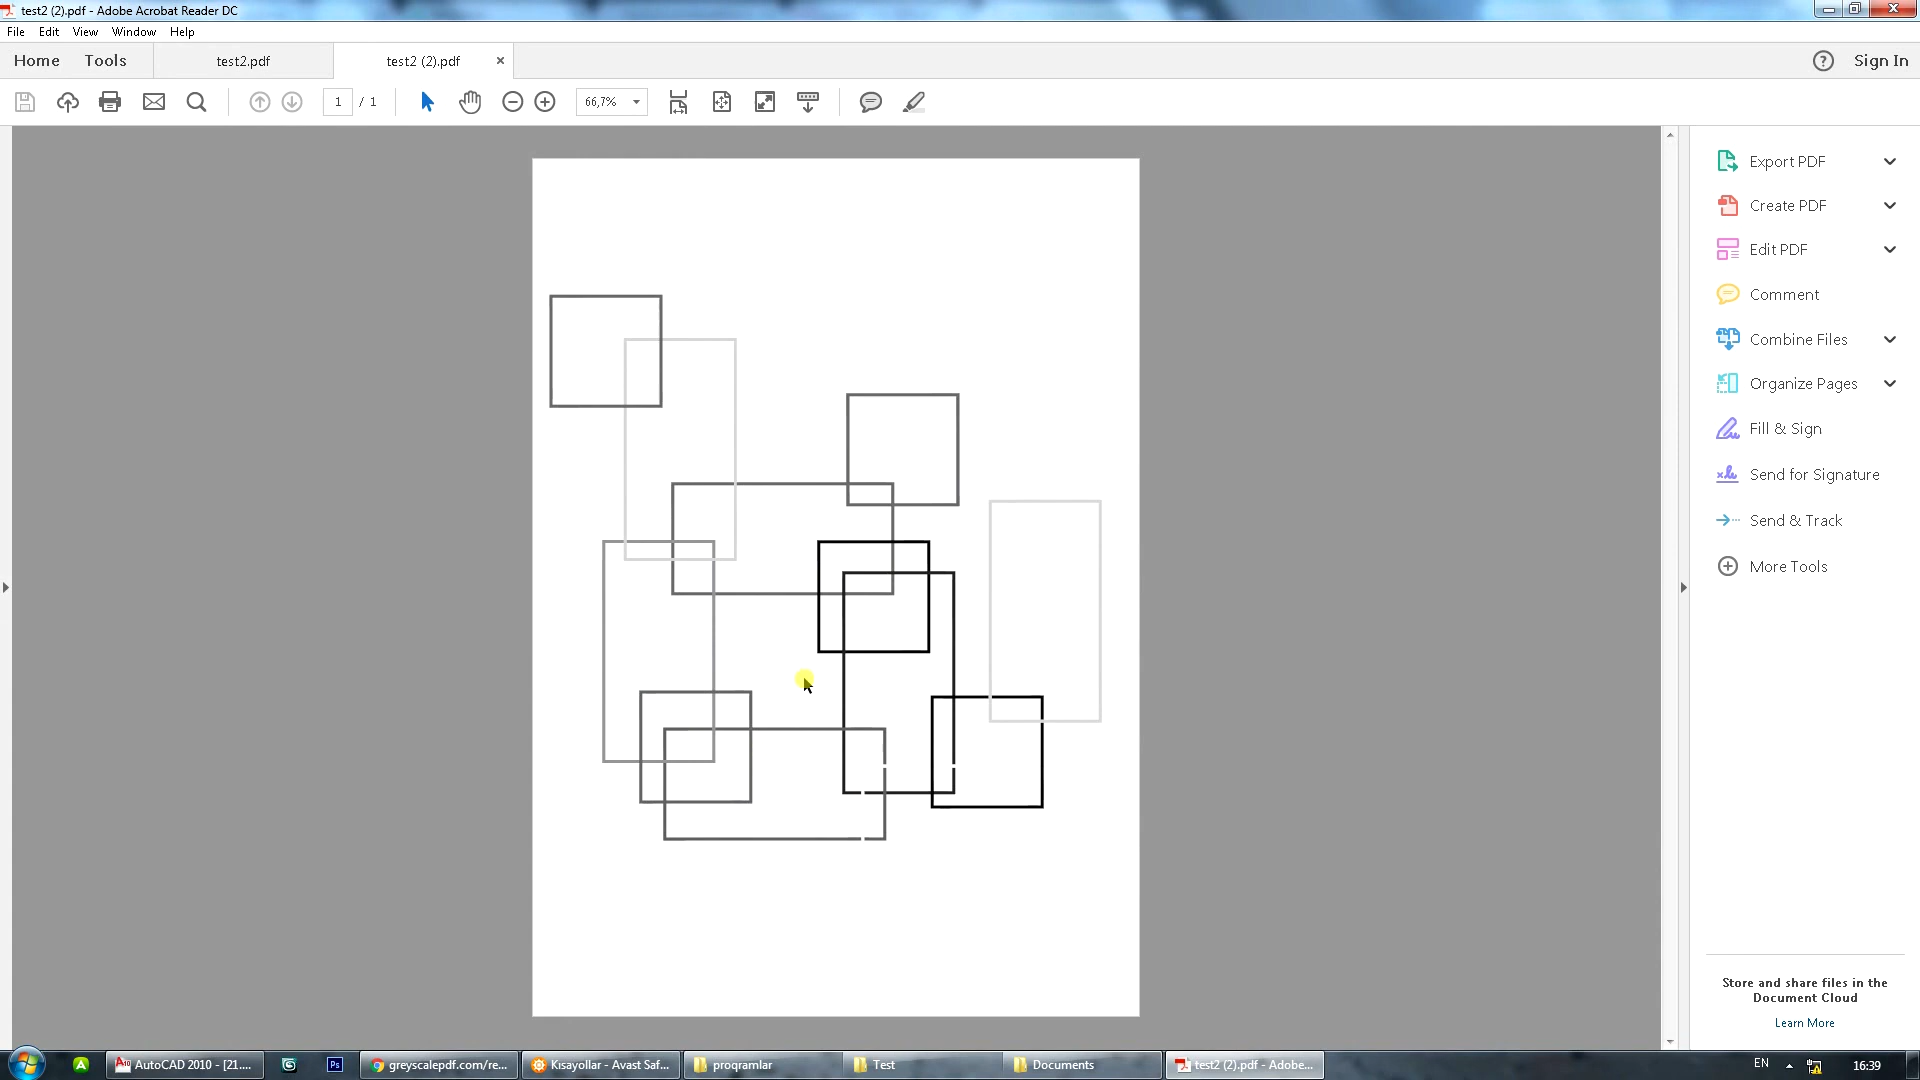 test2 (2).pdf - Adobe Acrobat Reader DC
File Edit View Window Help
Home Tools test2.pdf test2 (2).pdf Sign In
1 / 1 66,7%
Export PDF
Create PDF
Edit PDF
Comment
Combine Files
Organize Pages
Fill & Sign
Send for Signature
Send & Track
More Tools
Store and share files in the
Document Cloud
Learn More
AutoCAD 2010 - [21.... Ps greyscalepdf.com/re... Kısayollar - Avast Saf... proqramlar Test Documents test2 (2).pdf - Adobe... EN 16:39